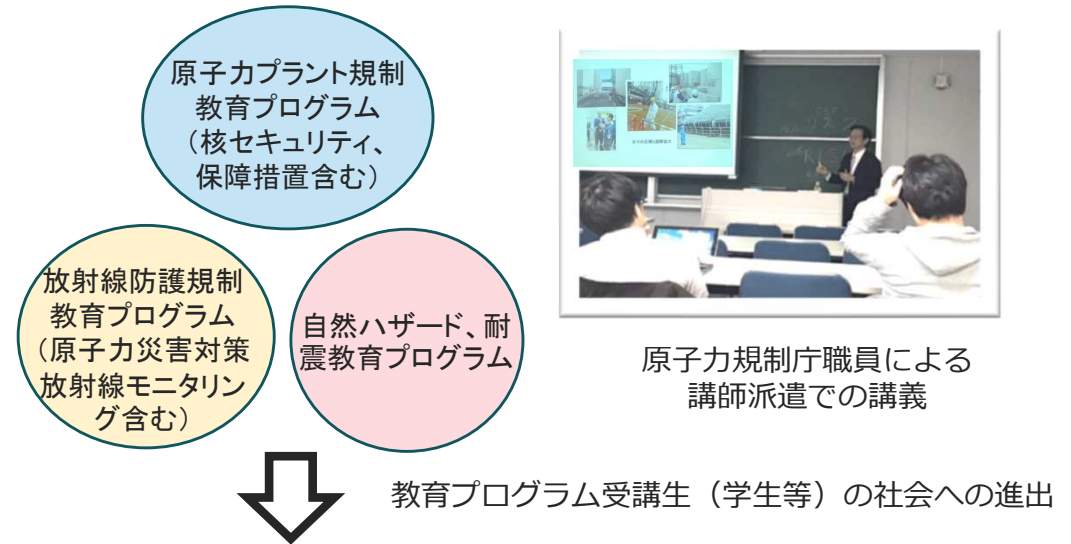 原子力プラント規制
教育プログラム
（核セキュリティ、
保障措置含む）
放射線防護規制
教育プログラム
（原子力災害対策
放射線モニタリン
グ含む）
自然ハザード、耐
震教育プログラム
原子力規制庁職員による
講師派遣での講義
教育プログラム受講生（学生等）の社会への進出